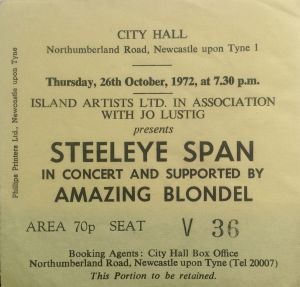 CITY HALL
Northumberland Road, Newcastle upon Tyne 1
Thursday, 26th October, 1972, at 7.30 p.m.
ISLAND ARTISTS LTD. IN ASSOCIATION
WITH JO LUSTIG
presents
STEELEYE SPAN
IN CONCERT AND SUPPORTED BY
AMAZING BLONDEL
AREA 70p SEAT V 36
Booking Agents: City Hall Box Office
Northumberland Road, Newcastle upon Tyne (Tel 20007)
This Portion to be retained.
Phillips Printers Ltd., Newcastle upon Tyne